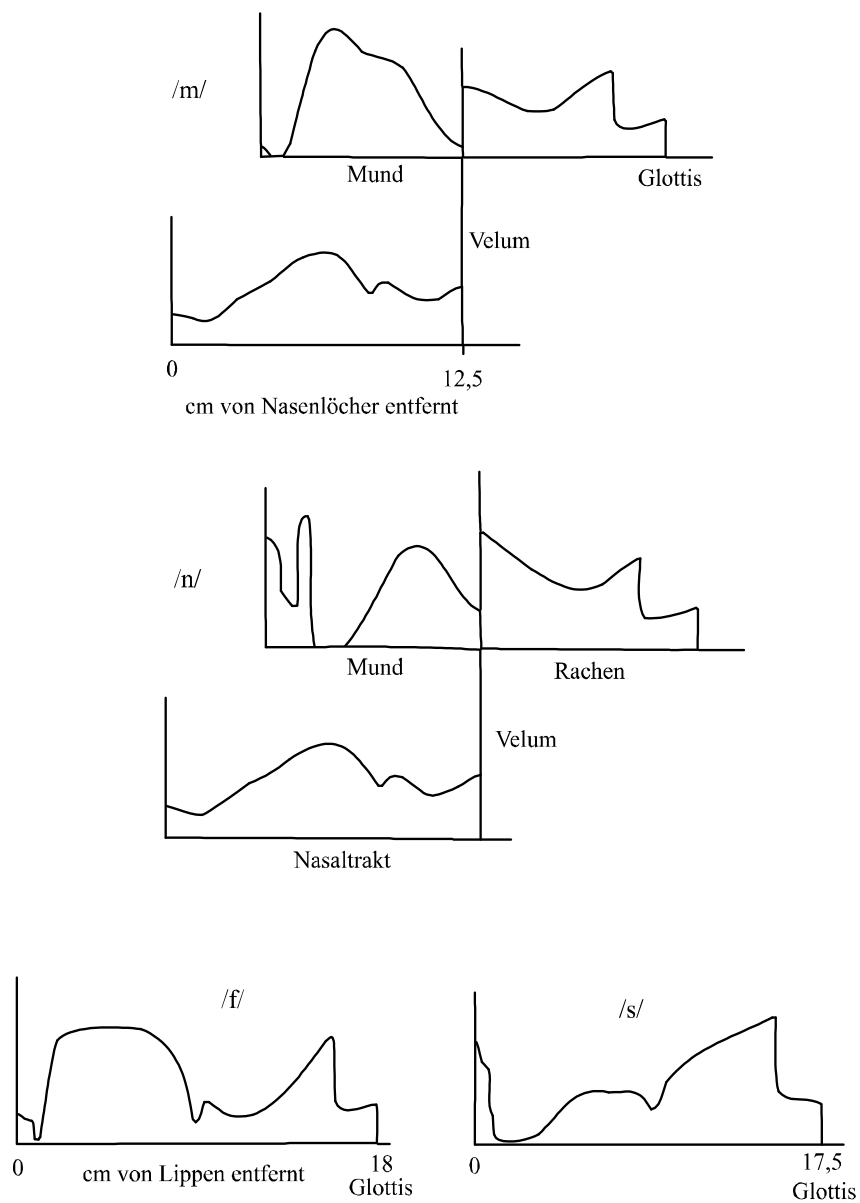 /m/
Mund
Glottis
Velum
0
12,5
cm von Nasenlöcher entfernt
/n/
Mund
Rachen
Velum
Nasaltrakt
/f/
/s/
0
cm von Lippen entfernt
18
Glottis
0
17,5
Glottis